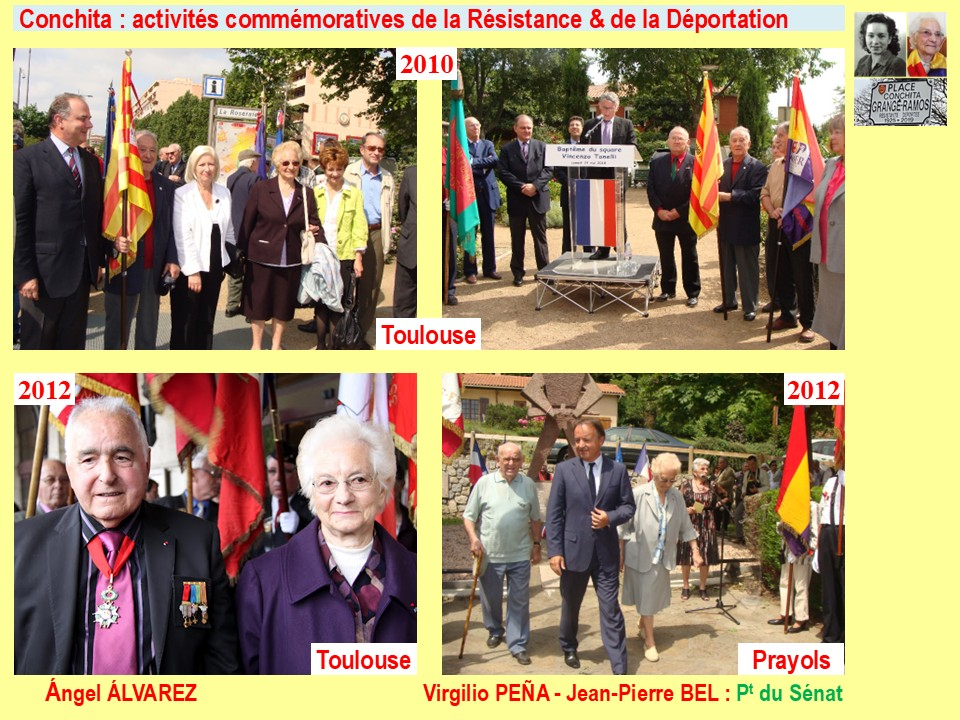 Conchita : activités commémoratives de la Résistance & de la Déportation
2010
La Roseraie
Baptême du square
Vincenzo Tonelli
PLACE
CONCHITA
GRANGÉ-RAMOS
RÉSISTANTE DÉPORTÉE
1925-2019
Toulouse
2012
2012
Toulouse
Prayols
Ángel ÁLVAREZ
Virgilio PEÑA - Jean-Pierre BEL : Pt du Sénat